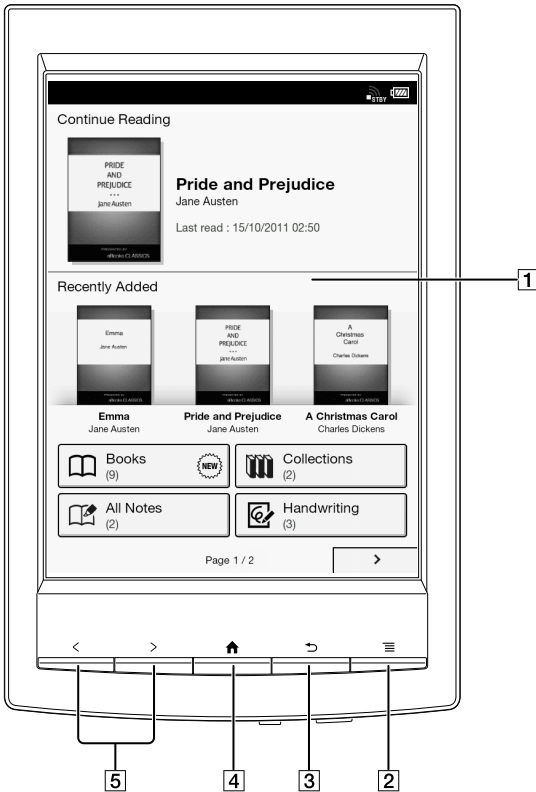 STBY
Continue Reading
PRIDE
AND
PREJUDICE
Jane Austen
Pride and Prejudice
Jane Austen
Last read : 15/10/2011 02:50
1
Recently Added
Emma
Jane Austen
PRIDE
AND
PREJUDICE
Jane Austen
A
Christmas
Carol
Charles Dickens
Emma
Jane Austen
Pride and Prejudice
Jane Austen
A Christmas Carol
Charles Dickens
Books
(9)
NEW
Collections
(2)
All Notes
(2)
Handwriting
(3)
Page 1 / 2
5
4
3
2